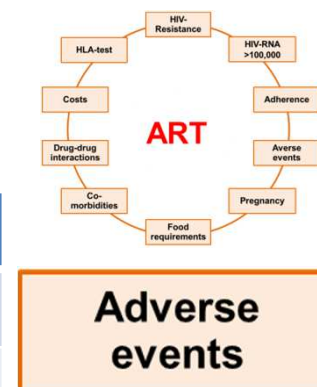 HIV-
Resistance
HLA-test
HIV-RNA
>100,000
Costs
Adherence
ART
Drug-drug
interactions
Averse
events
Co-
morbidities
Pregnancy
Food
requirements
Adverse
events